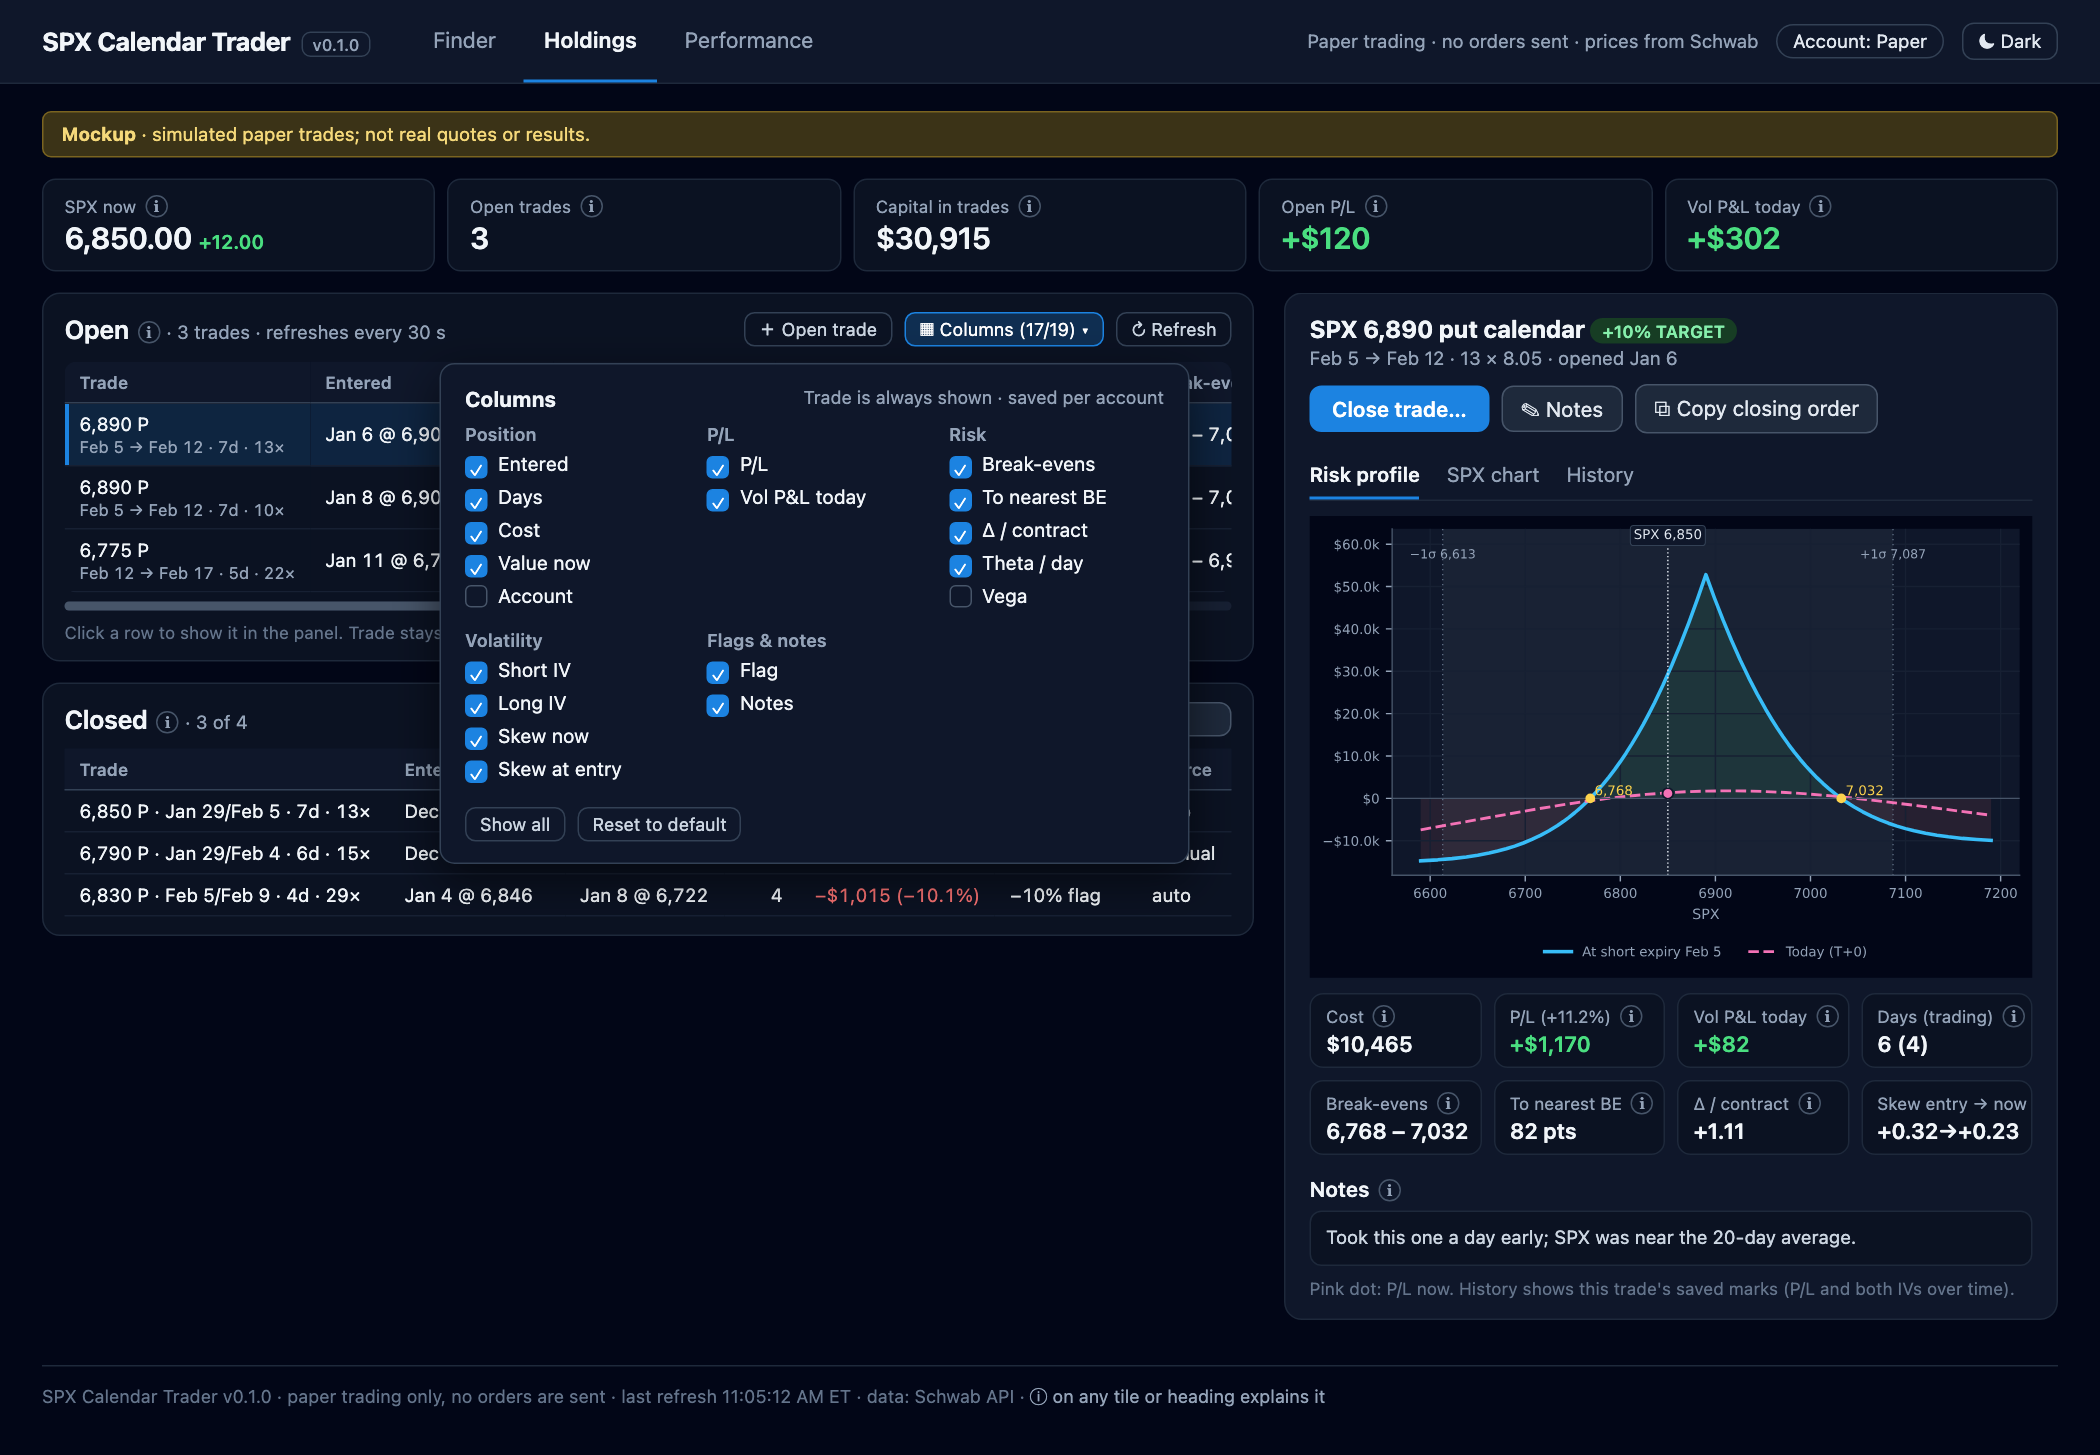 SPX Calendar Trader v0.1.0 Finder Holdings Performance Paper trading · no orders sent · prices from Schwab Account: Paper Dark
Mockup · simulated paper trades; not real quotes or results.
SPX now
6,850.00 +12.00
Open trades
3
Capital in trades
$30,915
Open P/L
+$120
Vol P&L today
+$302
Open · 3 trades · refreshes every 30 s
+ Open trade
Columns (17/19) ▾
Refresh
Trade Entered
6,890 P
Feb 5 → Feb 12 · 7d · 13×
Jan 6 @ 6,90
– 7,0
6,890 P
Feb 5 → Feb 12 · 7d · 10×
Jan 8 @ 6,90
– 7,0
6,775 P
Feb 12 → Feb 17 · 5d · 22×
Jan 11 @ 6,7
– 6,9
Click a row to show it in the panel. Trade stays
Columns
Trade is always shown · saved per account
Position
Entered
Days
Cost
Value now
Account
P/L
P/L
Vol P&L today
Risk
Break-evens
To nearest BE
Δ / contract
Theta / day
Vega
Volatility
Short IV
Long IV
Skew now
Skew at entry
Flags & notes
Flag
Notes
Show all
Reset to default
Closed · 3 of 4
Trade Ente
6,850 P · Jan 29/Feb 5 · 7d · 13× Dec
6,790 P · Jan 29/Feb 4 · 6d · 15× Dec
6,830 P · Feb 5/Feb 9 · 4d · 29× Jan 4 @ 6,846 Jan 8 @ 6,722 4 −$1,015 (−10.1%) −10% flag auto
SPX 6,890 put calendar +10% TARGET
Feb 5 → Feb 12 · 13 × 8.05 · opened Jan 6
Close trade...
Notes
Copy closing order
Risk profile SPX chart History
SPX 6,850
−1σ 6,613
+1σ 7,087
$60.0k
$50.0k
$40.0k
$30.0k
$20.0k
$10.0k
$0
−$10.0k
6,768
7,032
6600 6700 6800 6900 7000 7100 7200
SPX
At short expiry Feb 5 Today (T+0)
Cost
$10,465
P/L (+11.2%)
+$1,170
Vol P&L today
+$82
Days (trading)
6 (4)
Break-evens
6,768 – 7,032
To nearest BE
82 pts
Δ / contract
+1.11
Skew entry → now
+0.32→+0.23
Notes
Took this one a day early; SPX was near the 20-day average.
Pink dot: P/L now. History shows this trade's saved marks (P/L and both IVs over time).
SPX Calendar Trader v0.1.0 · paper trading only, no orders are sent · last refresh 11:05:12 AM ET · data: Schwab API · ⓘ on any tile or heading explains it